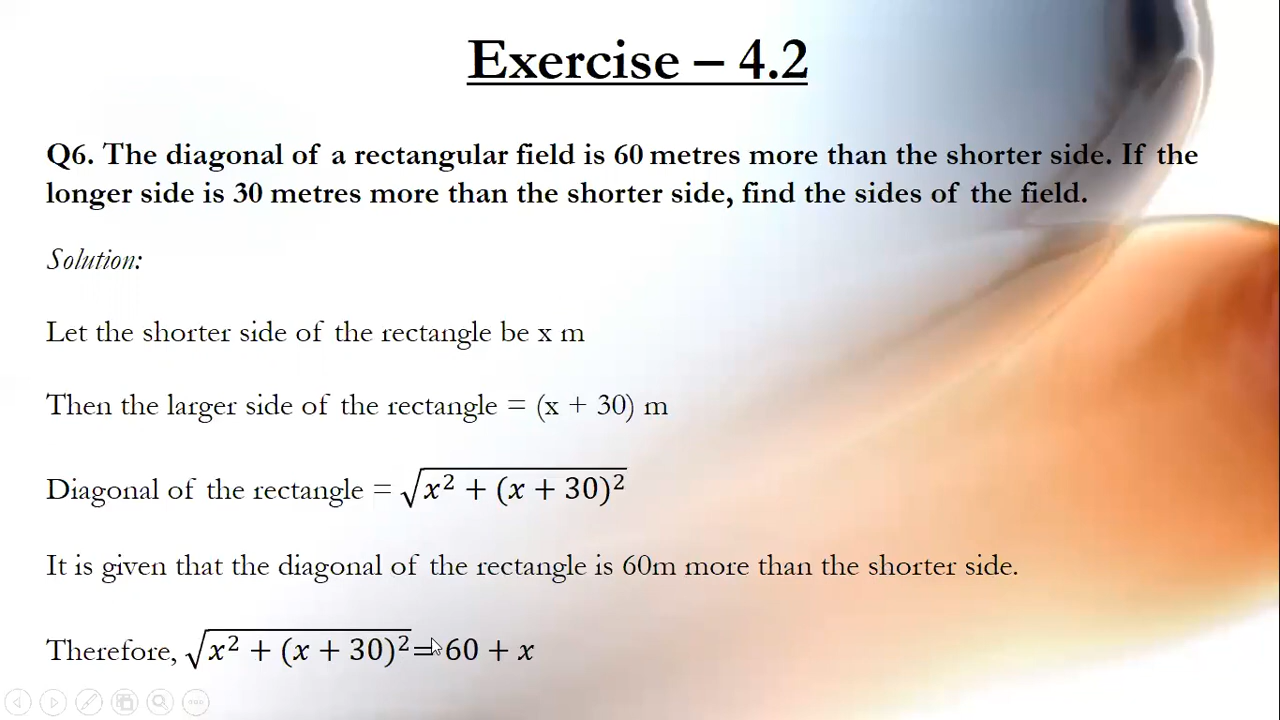 Exercise – 4.2
Q6. The diagonal of a rectangular field is 60 metres more than the shorter side. If the
longer side is 30 metres more than the shorter side, find the sides of the field.
Solution:
Let the shorter side of the rectangle be x m
Then the larger side of the rectangle = (x + 30) m
Diagonal of the rectangle = √x² + (x + 30)²
It is given that the diagonal of the rectangle is 60m more than the shorter side.
Therefore, √x² + (x + 30)²= 60 + x